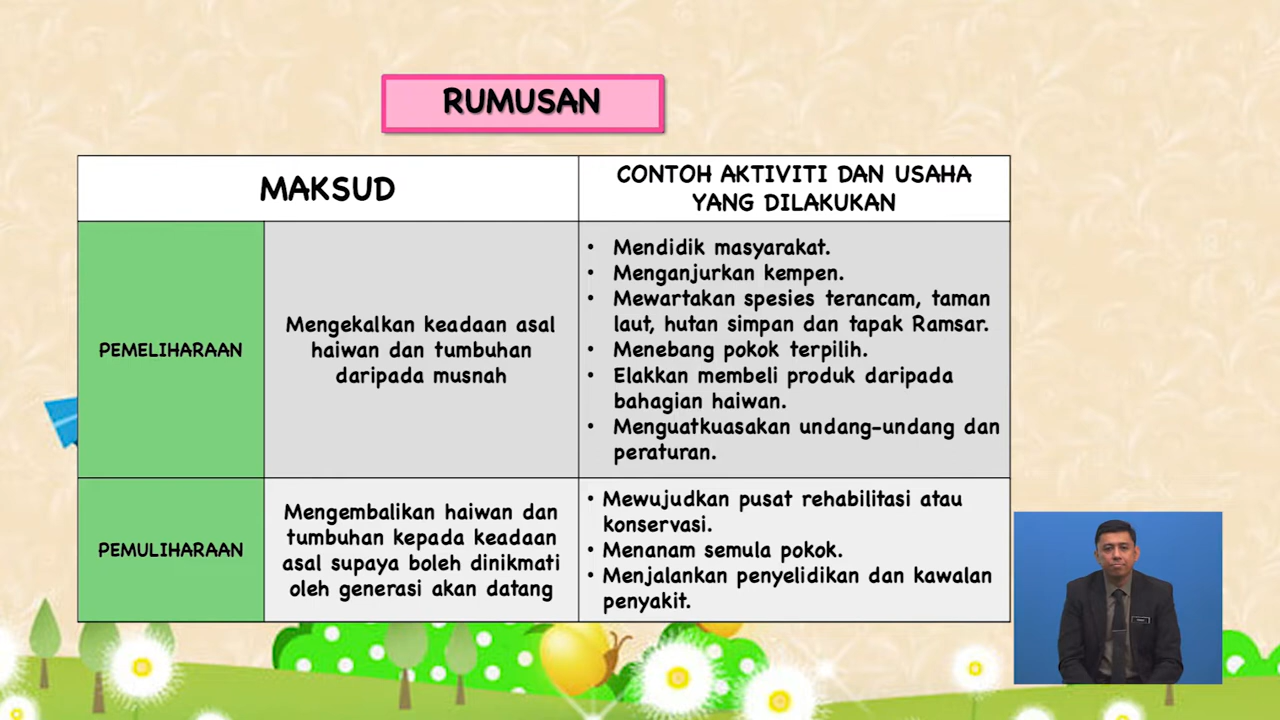 RUMUSAN
MAKSUD
CONTOH AKTIVITI DAN USAHA
YANG DILAKUKAN
PEMELIHARAAN
Mengekalkan keadaan asal
haiwan dan tumbuhan
daripada musnah
• Mendidik masyarakat.
• Menganjurkan kempen.
• Mewartakan spesies terancam, taman
laut, hutan simpan dan tapak Ramsar.
• Menebang pokok terpilih.
• Elakkan membeli produk daripada
bahagian haiwan.
• Menguatkuasakan undang-undang dan
peraturan.
PEMULIHARAAN
Mengembalikan haiwan dan
tumbuhan kepada keadaan
asal supaya boleh dinikmati
oleh generasi akan datang
• Mewujudkan pusat rehabilitasi atau
konservasi.
• Menanam semula pokok.
• Menjalankan penyelidikan dan kawalan
penyakit.